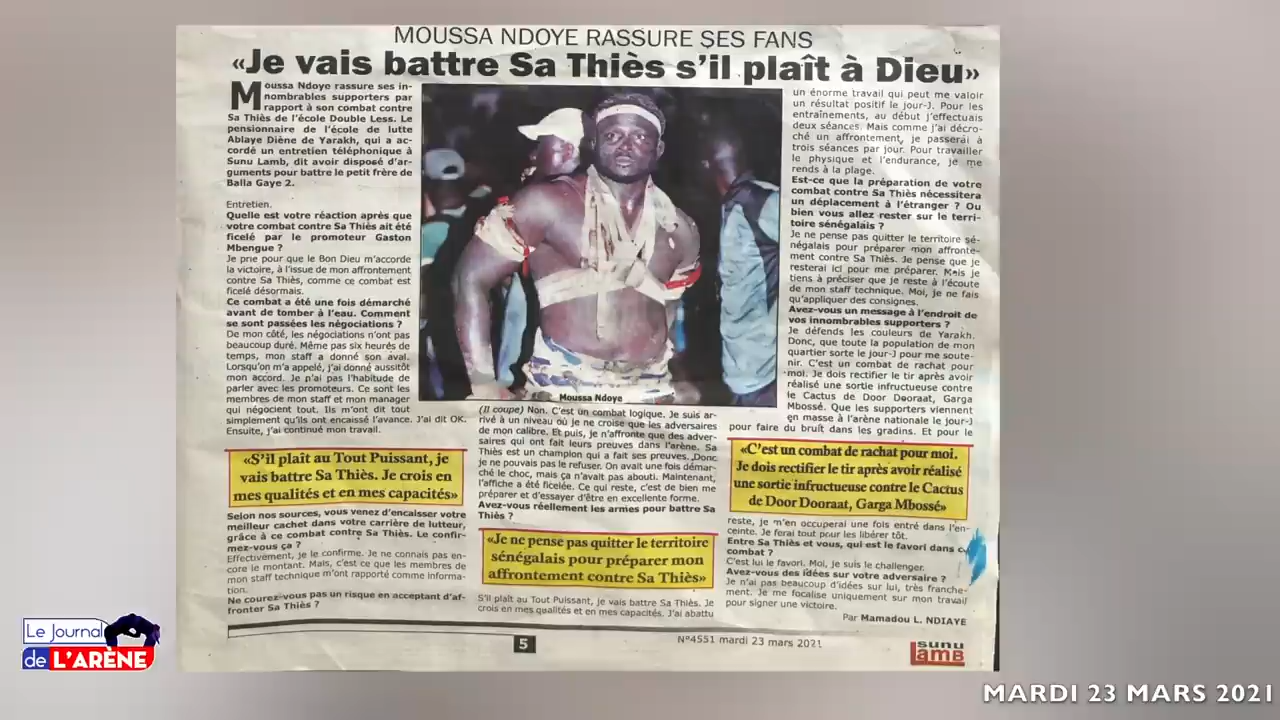 MOUSSA NDOYE RASSURE SES FANS
«Je vais battre Sa Thiès s'il plaît à Dieu»
Moussa Ndoye rassure ses in-
nombrables supporters par
rapport à son combat contre
Sa Thiès de l'école Double Less. Le
pensionnaire de l'école de lutte
Ablaye Diène de Yarakh, qui a ac-
cordé un entretien téléphonique à
Sunu Lamb, dit avoir disposé d'ar-
guments pour battre le petit frère de
Balla Gaye 2.
Entretien.
Quelle est votre réaction après que
votre combat contre Sa Thiès ait été
ficelé par le promoteur Gaston
Mbengue ?
Je prie pour que le Bon Dieu m'accorde
la victoire, à l'issue de mon affrontement
contre Sa Thiès, comme ce combat est
ficelé désormais.
Ce combat a été une fois démarché
avant de tomber à l'eau. Comment
se sont passées les négociations ?
De mon côté, les négociations n'ont pas
beaucoup duré. Même pas six heures de
temps, mon staff a donné son aval.
Lorsqu'on m'a appelé, j'ai donné aussitôt
mon accord. Je n'ai pas l'habitude de
parler avec les promoteurs. Ce sont les
membres de mon staff et mon manager
qui négocient tout. Ils m'ont dit tout
simplement qu'ils ont encaissé l'avance. J'ai dit OK.
Ensuite, j'ai continué mon travail.
«S'il plaît au Tout Puissant, je
vais battre Sa Thiès. Je crois en
mes qualités et en mes capacités»
Selon nos sources, vous venez d'encaisser votre
meilleur cachet dans votre carrière de lutteur,
grâce à ce combat contre Sa Thiès. Le confir-
mez-vous ça ?
Effectivement, je le confirme. Je ne connais pas en-
core le montant. Mais, c'est ce que les membres de
mon staff technique m'ont rapporté comme informa-
tion.
Ne courez-vous pas un risque en acceptant d'af-
fronter Sa Thiès ?
Moussa Ndoye
(Il coupe) Non. C'est un combat logique. Je suis ar-
rivé à un niveau où je ne croise que les adversaires
de mon calibre. Et puis, je n'affronte que des adver-
saires qui ont fait leurs preuves dans l'arène. Sa
Thiès est un champion qui a fait ses preuves. Donc
je ne pouvais pas le refuser. On avait une fois démar-
ché le choc, mais ça n'avait pas abouti. Maintenant,
l'affiche a été ficelée. Ce qui reste, c'est de bien me
préparer et d'essayer d'être en excellente forme.
Avez-vous réellement les armes pour battre Sa
Thiès ?
«Je ne pense pas quitter le territoire
sénégalais pour préparer mon
affrontement contre Sa Thiès»
S'il plaît au Tout Puissant, je vais battre Sa Thiès. Je
crois en mes qualités et en mes capacités. J'ai abattu
un énorme travail qui peut me valoir
un résultat positif le jour-J. Pour les
entraînements, au début j'effectuais
deux séances. Mais comme j'ai décro-
ché un affrontement, je passerai à
trois séances par jour. Pour travailler
le physique et l'endurance, je me
rends à la plage.
Est-ce que la préparation de votre
combat contre Sa Thiès nécessitera
un déplacement à l'étranger ? Ou
bien vous allez rester sur le terri-
toire sénégalais ?
Je ne pense pas quitter le territoire sé-
négalais pour préparer mon affronte-
ment contre Sa Thiès. Je pense que je
resterai ici pour me préparer. Mais je
tiens à préciser que je reste à l'écoute
de mon staff technique. Moi, je ne fais
qu'appliquer des consignes.
Avez-vous un message à l'endroit de
vos innombrables supporters ?
Je défends les couleurs de Yarakh.
Donc, que toute la population de mon
quartier sorte le jour-J pour me soute-
nir. C'est un combat de rachat pour
moi. Je dois rectifier le tir après avoir
réalisé une sortie infructueuse contre
le Cactus de Door Dooraat, Garga
Mbossé. Que les supporters viennent
en masse à l'arène nationale le jour-J
pour faire du bruit dans les gradins. Et pour le
«C'est un combat de rachat pour moi.
Je dois rectifier le tir après avoir réalisé
une sortie infructueuse contre le Cactus
de Door Dooraat, Garga Mbossé»
reste, je m'en occuperai une fois entré dans l'en-
ceinte. Je ferai tout pour les libérer tôt.
Entre Sa Thiès et vous, qui est le favori dans c
combat ?
C'est lui le favori. Moi, je suis le challenger.
Avez-vous des idées sur votre adversaire ?
Je n'ai pas beaucoup d'idées sur lui, très franche-
ment. Je me focalise uniquement sur mon travail
pour signer une victoire.
Par Mamadou L. NDIAYE
5
N°4551 mardi 23 mars 2021
sunu
LamB
Le Journal
de L'ARÈNE
MARDI 23 MARS 2021